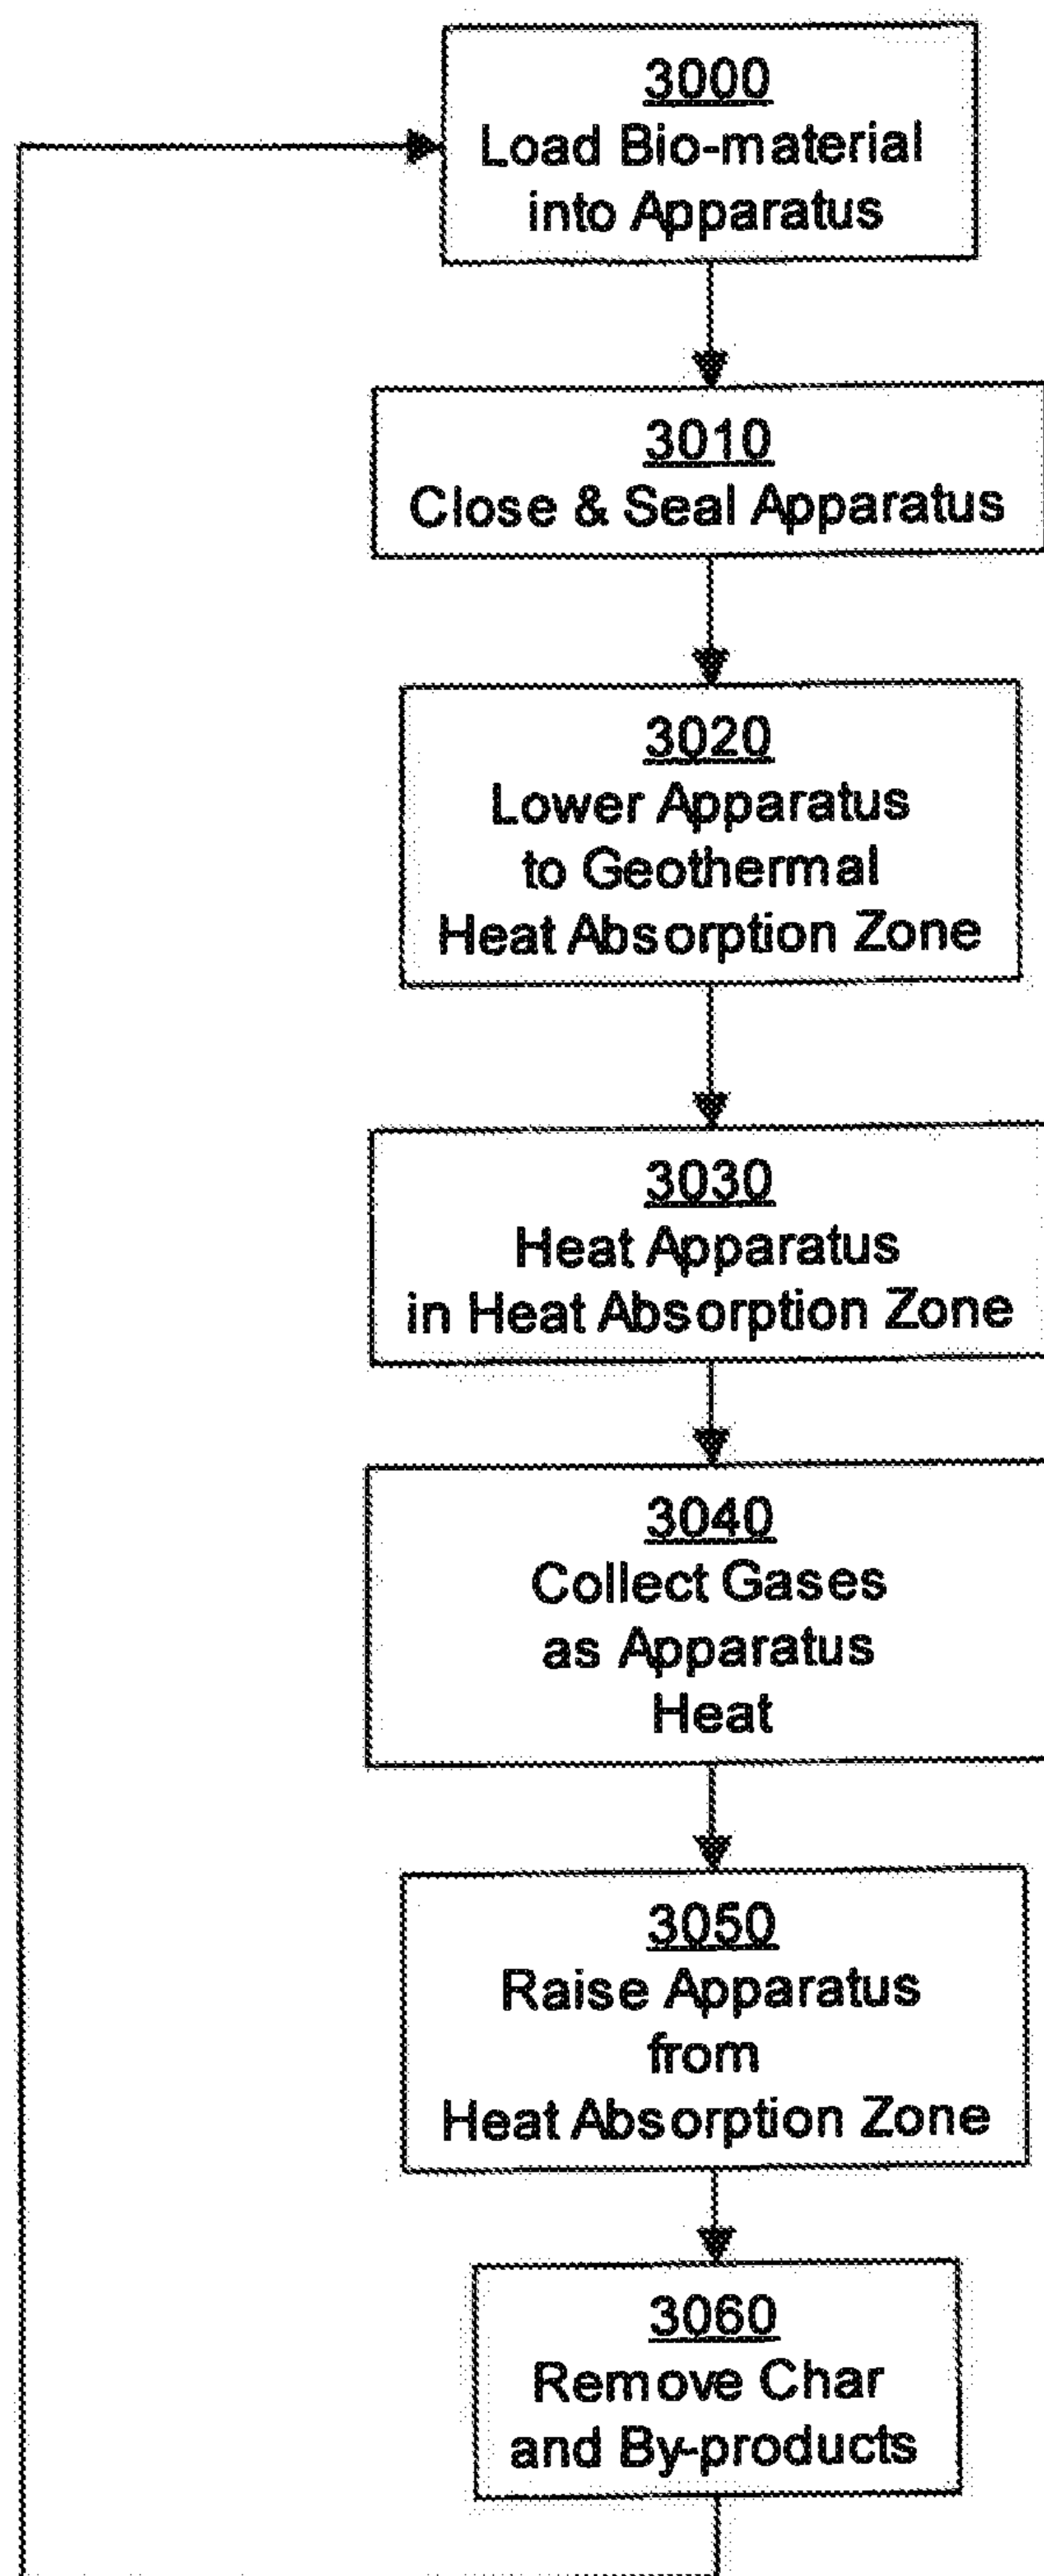 3000
Load Bio-material
into Apparatus
3010
Close & Seal Apparatus
3020
Lower Apparatus
to Geothermal
Heat Absorption Zone
3030
Heat Apparatus
in Heat Absorption Zone
3040
Collect Gases
as Apparatus
Heat
3050
Raise Apparatus
from
Heat Absorption Zone
3060
Remove Char
and By-products